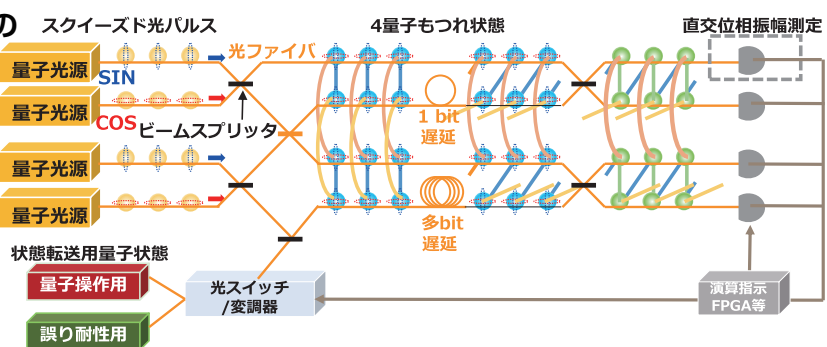 の
スクイーズド光パルス
4量子もつれ状態
直交位相振幅測定
量子光源
SIN
光ファイバ
量子光源
COS
ビームスプリッタ
1 bit
遅延
量子光源
量子光源
多bit
遅延
状態転送用量子状態
量子操作用
光スイッチ
/変調器
演算指示
FPGA等
誤り耐性用